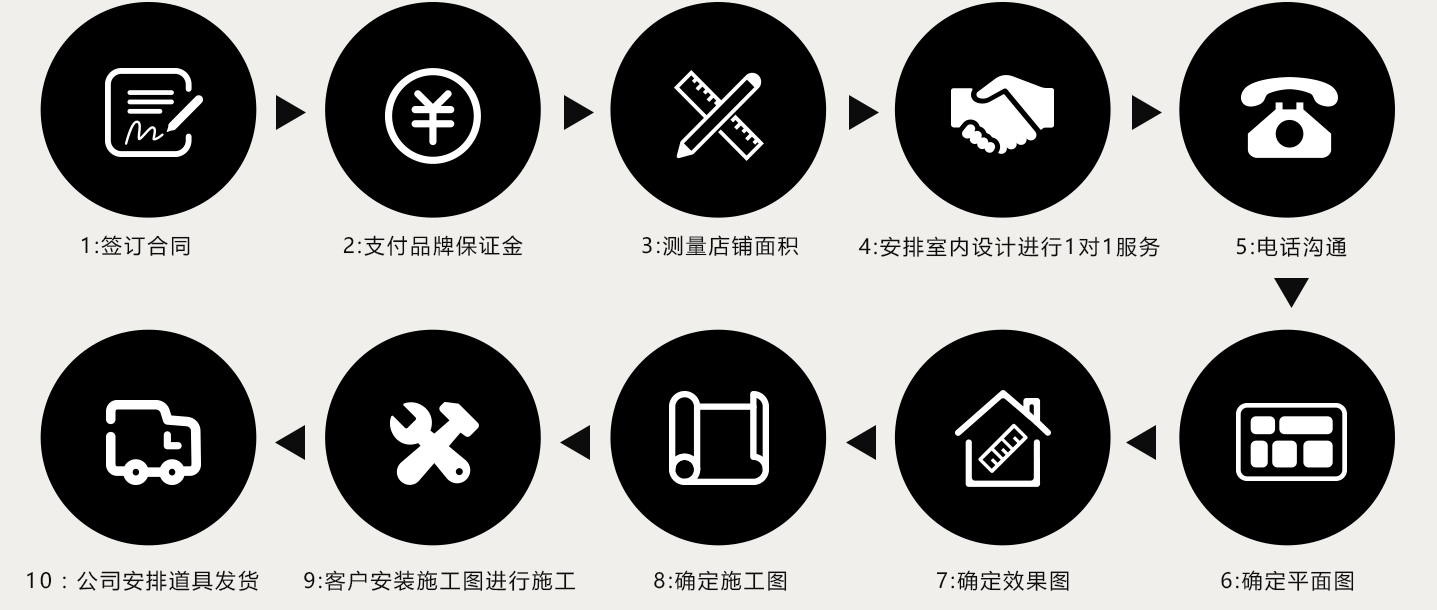 1:签订合同
2:支付品牌保证金
3:测量店铺面积
4:安排室内设计进行1对1服务
5:电话沟通
6:确定平面图
7:确定效果图
8:确定施工图
9:客户安装施工图进行施工
10：公司安排道具发货